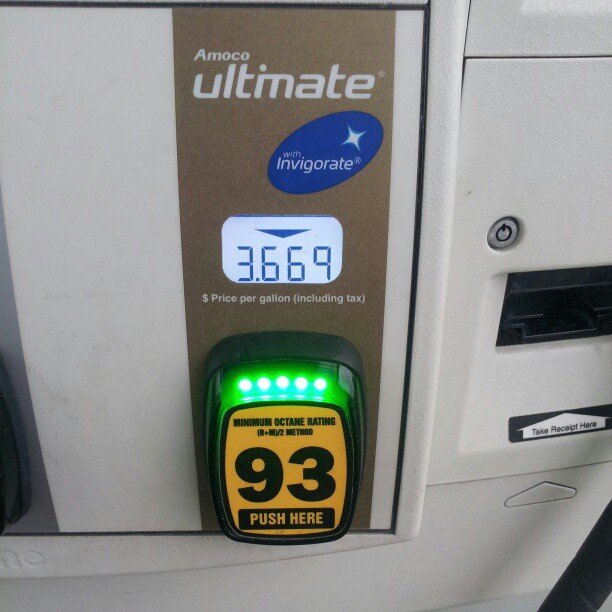 Amoco
ultimate®
with
Invigorate®
3.669
$ Price per gallon (including tax)
MINIMUM OCTANE RATING
(R+M)/2 METHOD
93
PUSH HERE
Take Receipt Here